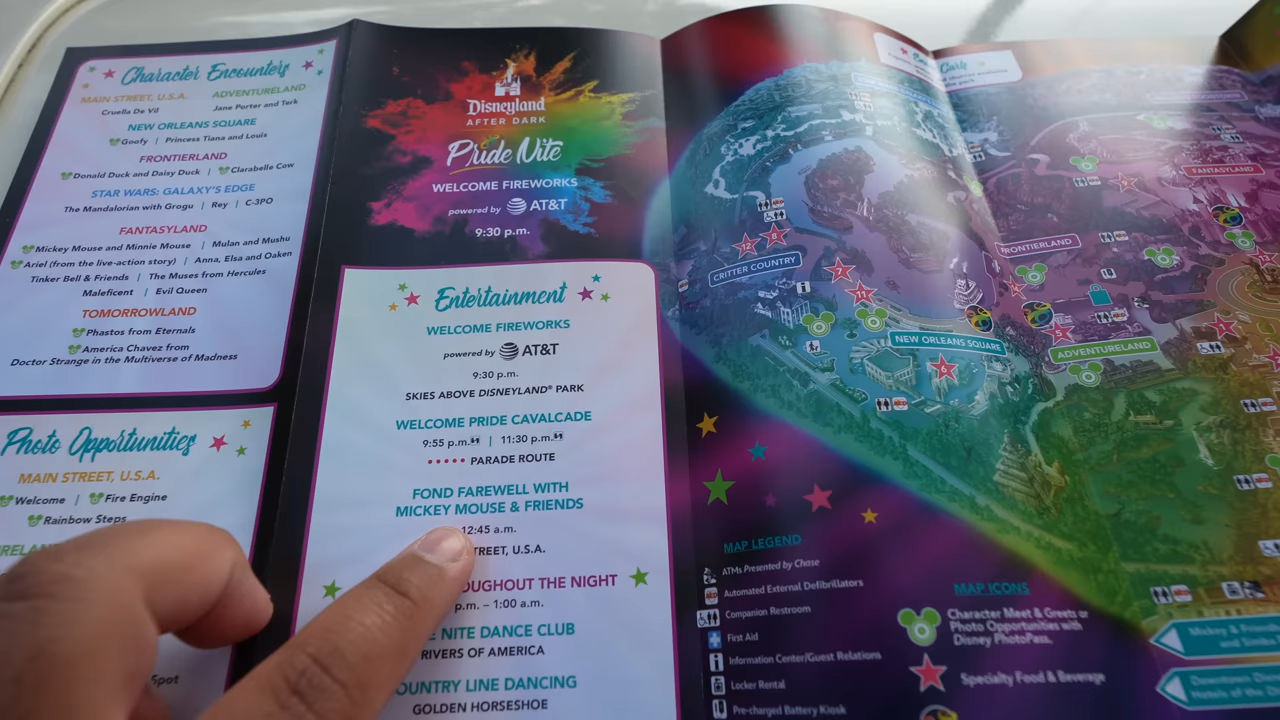 Character Encounters
MAIN STREET, U.S.A.
Cruella De Vil
ADVENTURELAND
Jane Porter and Terk
NEW ORLEANS SQUARE
Goofy | Princess Tiana and Louis
FRONTIERLAND
Donald Duck and Daisy Duck | Clarabelle Cow
STAR WARS: GALAXY'S EDGE
The Mandalorian with Grogu | Rey | C-3PO
FANTASYLAND
Mickey Mouse and Minnie Mouse | Mulan and Mushu
Ariel (from the live-action story) | Anna, Elsa and Oaken
Tinker Bell & Friends | The Muses from Hercules
Maleficent | Evil Queen
TOMORROWLAND
Phastos from Eternals
America Chavez from
Doctor Strange in the Multiverse of Madness
Photo Opportunities
MAIN STREET, U.S.A.
Welcome | Fire Engine
Rainbow Steps
Spot
Disneyland
AFTER DARK
Pride Nite
WELCOME FIREWORKS
powered by AT&T
9:30 p.m.
Entertainment
WELCOME FIREWORKS
powered by AT&T
9:30 p.m.
SKIES ABOVE DISNEYLAND® PARK
WELCOME PRIDE CAVALCADE
9:55 p.m. | 11:30 p.m.
PARADE ROUTE
FOND FAREWELL WITH
MICKEY MOUSE & FRIENDS
12:45 a.m.
U.S.A.
THE NIGHT
p.m. – 1:00 a.m.
NITE DANCE CLUB
RIVERS OF AMERICA
LINE DANCING
GOLDEN HORSESHOE
CRITTER COUNTRY
12
8
11
NEW ORLEANS SQUARE
6
FRONTIERLAND
5
ADVENTURELAND
FANTASYLAND
MAP LEGEND
ATMs Presented by Chase
Automated External Defibrillators
Companion Restroom
First Aid
Information Center/Guest Relations
Locker Rental
Pre-charged Battery Kiosk
MAP ICONS
Character Meet & Greets or
Photo Opportunities with
Disney PhotoPass.
Specialty Food & Beverage
Mickey &
Downtown
Hotels of the